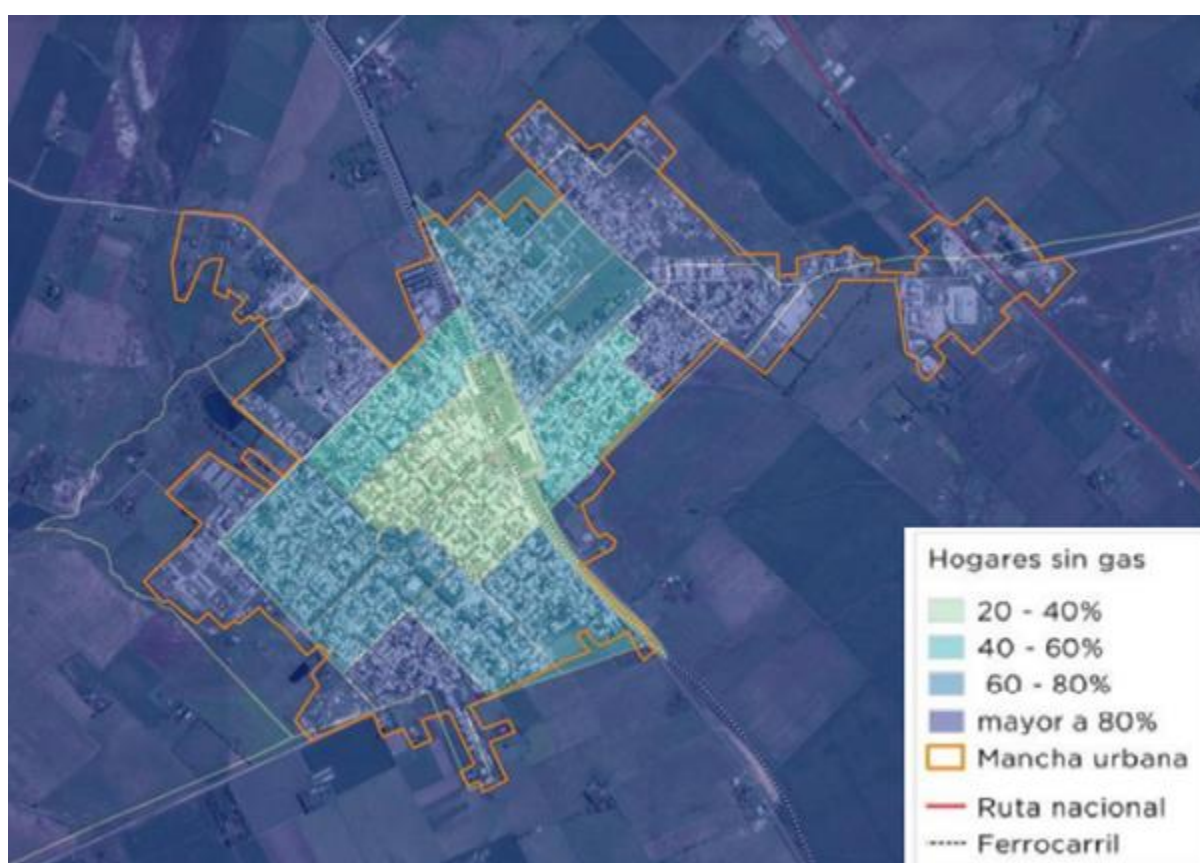 Hogares sin gas
20 - 40%
40 - 60%
60 - 80%
mayor a 80%
Mancha urbana
Ruta nacional
Ferrocarril